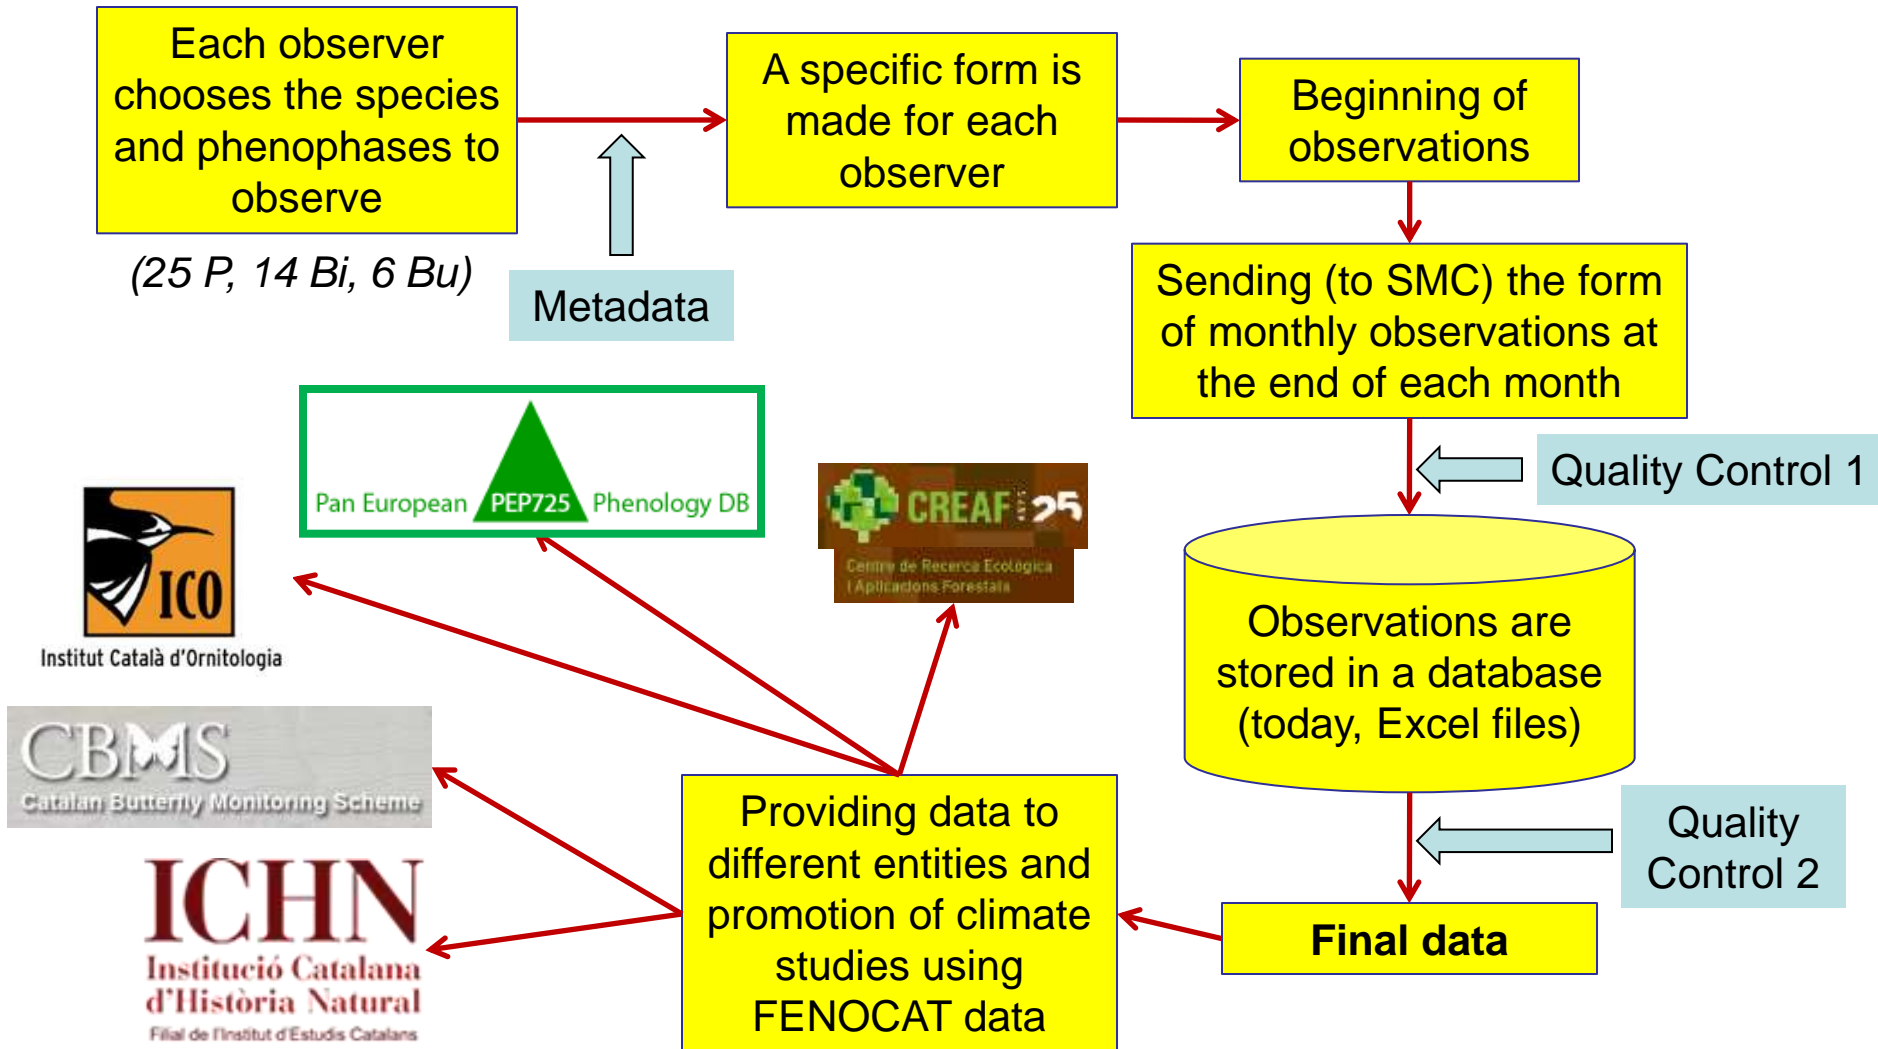 Each observer
chooses the species
and phenophases to
observe
(25 P, 14 Bi, 6 Bu)
Metadata
A specific form is
made for each
observer
Beginning of
observations
Sending (to SMC) the form
of monthly observations at
the end of each month
Quality Control 1
Observations are
stored in a database
(today, Excel files)
Quality
Control 2
Final data
Providing data to
different entities and
promotion of climate
studies using
FENOCAT data
Pan European PEP725 Phenology DB
CREAF 25
Centre de Recerca Ecològica
i Aplicacions Forestals
ICO
Institut Català d'Ornitologia
CBMS
Catalan Butterfly Monitoring Scheme
ICHN
Institució Catalana
d'Història Natural
Filial de l'Institut d'Estudis Catalans